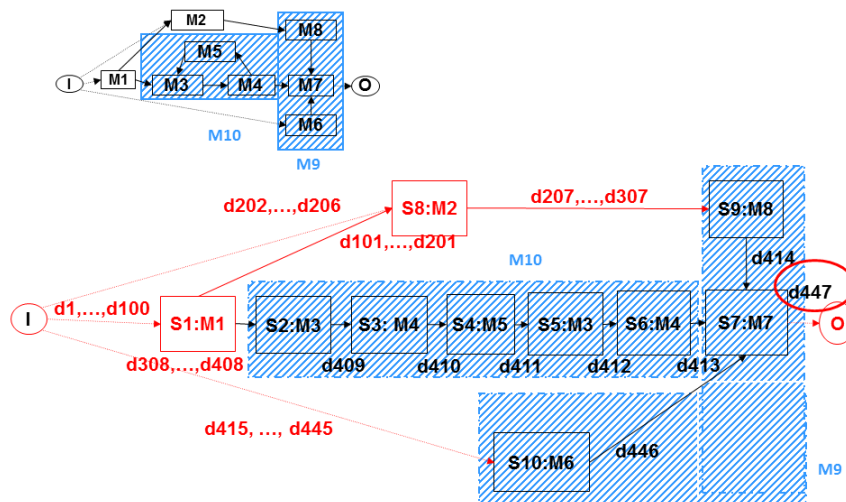 M2
M8
M5
I
M1
M3
M4
M7
O
M6
M10
M9
d202,...,d206
S8:M2
d207,...,d307
S9:M8
d101,...,d201
M10
d414
d447
I
d1,...,d100
S1:M1
S2:M3
S3: M4
S4:M5
S5:M3
S6:M4
S7:M7
O
d308,...,d408
d409
d410
d411
d412
d413
d415, ..., d445
S10:M6
d446
M9